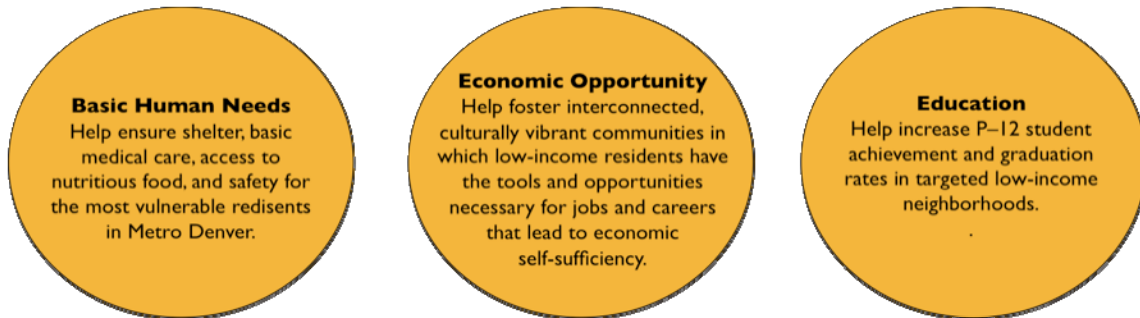 Basic Human Needs
Help ensure shelter, basic
medical care, access to
nutritious food, and safety for
the most vulnerable redisents
in Metro Denver.
Economic Opportunity
Help foster interconnected,
culturally vibrant communities in
which low-income residents have
the tools and opportunities
necessary for jobs and careers
that lead to economic
self-sufficiency.
Education
Help increase P–12 student
achievement and graduation
rates in targeted low-income
neighborhoods.
.